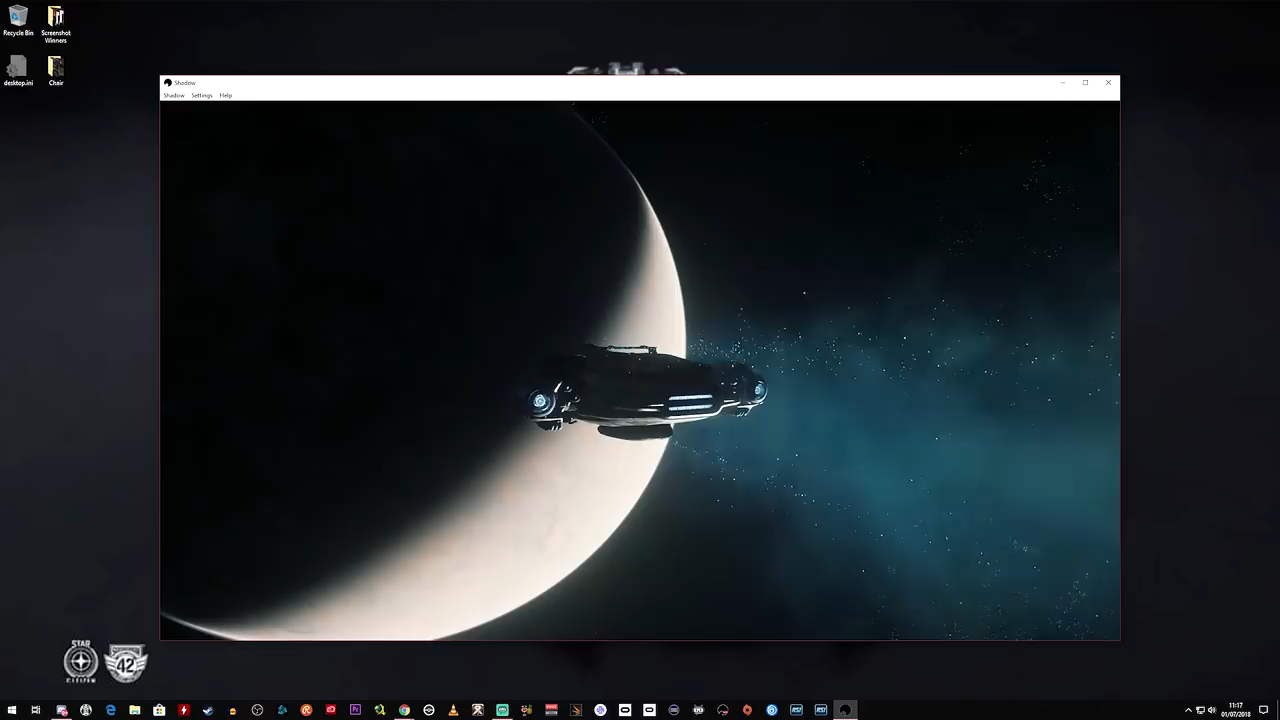 Recycle Bin
Screenshot
Winners
desktop.ini
Chair
Shadow
Shadow Settings Help
STAR
CITIZEN
42
11:17
01/07/2018